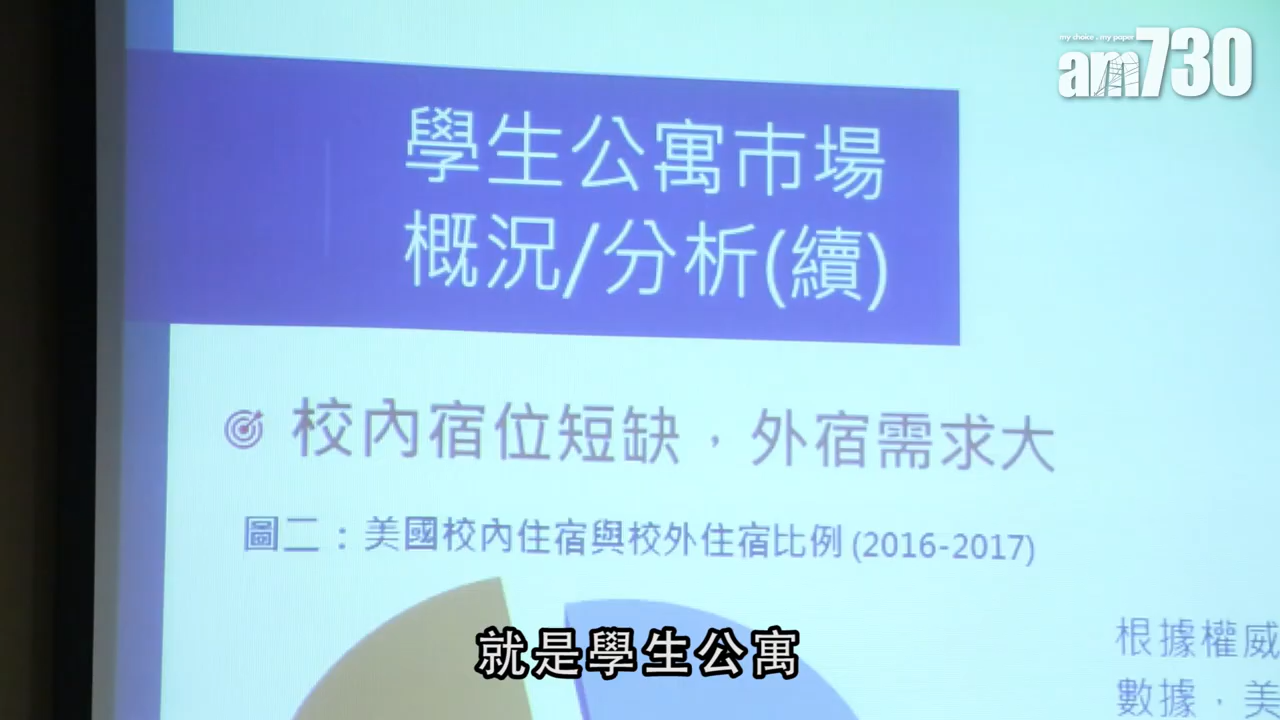 my choice . my paper
am730
學生公寓市場
概況/分析(續)
校內宿位短缺，外宿需求大
圖二：美國校內住宿與校外住宿比例 (2016-2017)
根據權威
數據，美
就是學生公寓